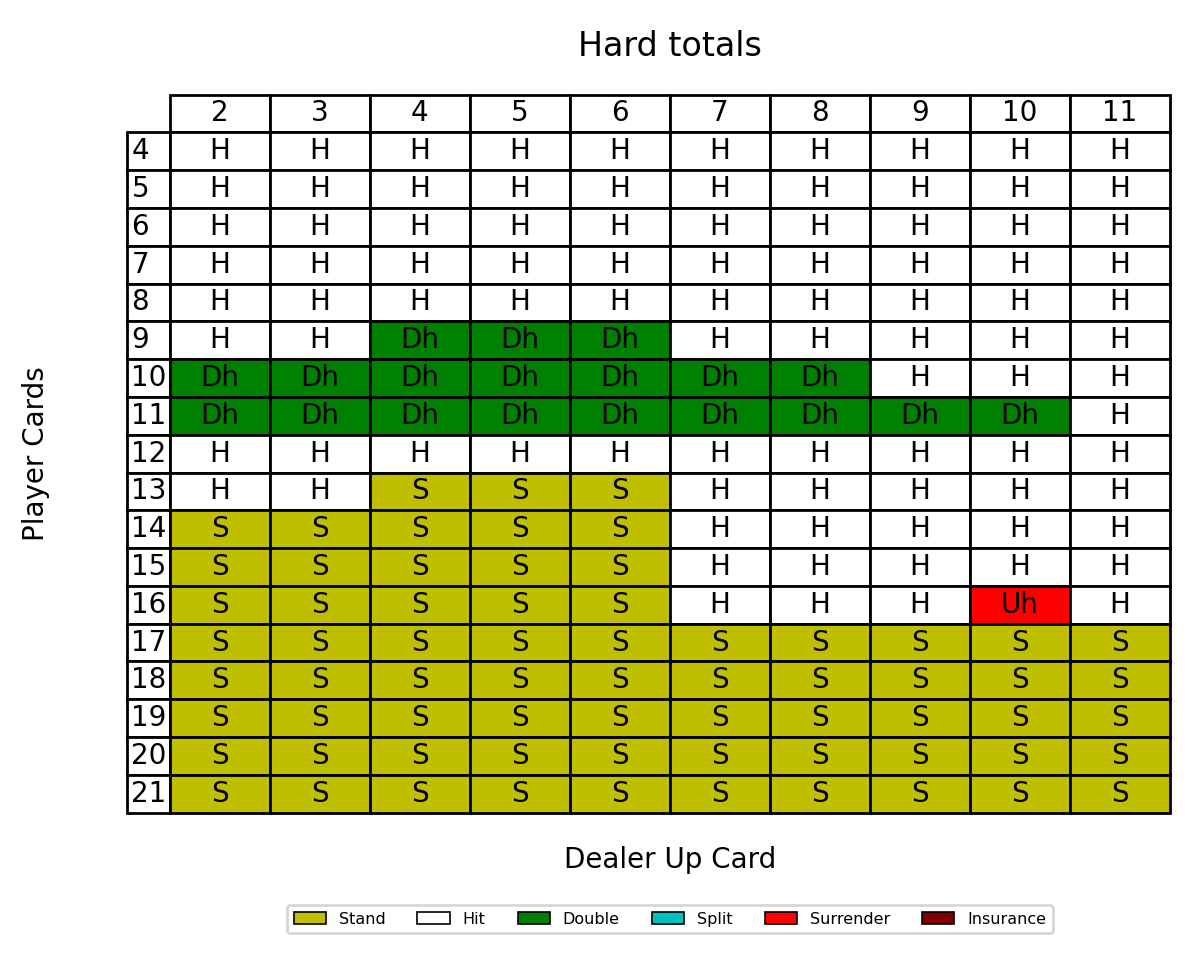 Hard totals
2 3 4 5 6 7 8 9 10 11
4 H H H H H H H H H H
5 H H H H H H H H H H
6 H H H H H H H H H H
7 H H H H H H H H H H
8 H H H H H H H H H H
9 H H Dh Dh Dh H H H H H
10 Dh Dh Dh Dh Dh Dh Dh H H H
11 Dh Dh Dh Dh Dh Dh Dh Dh Dh H
12 H H H H H H H H H H
13 H H S S S H H H H H
14 S S S S S H H H H H
15 S S S S S H H H H H
16 S S S S S H H H Uh H
17 S S S S S S S S S S
18 S S S S S S S S S S
19 S S S S S S S S S S
20 S S S S S S S S S S
21 S S S S S S S S S S
Player Cards
Dealer Up Card
Stand Hit Double Split Surrender Insurance